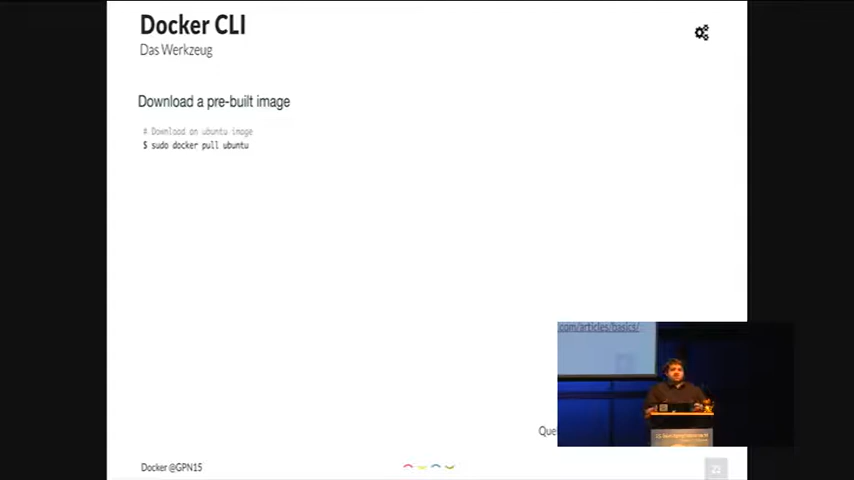 Docker CLI
Das Werkzeug
Download a pre-built image
# Download an ubuntu image
$ sudo docker pull ubuntu
.com/articles/basics/
Que
Docker @GPN15
21